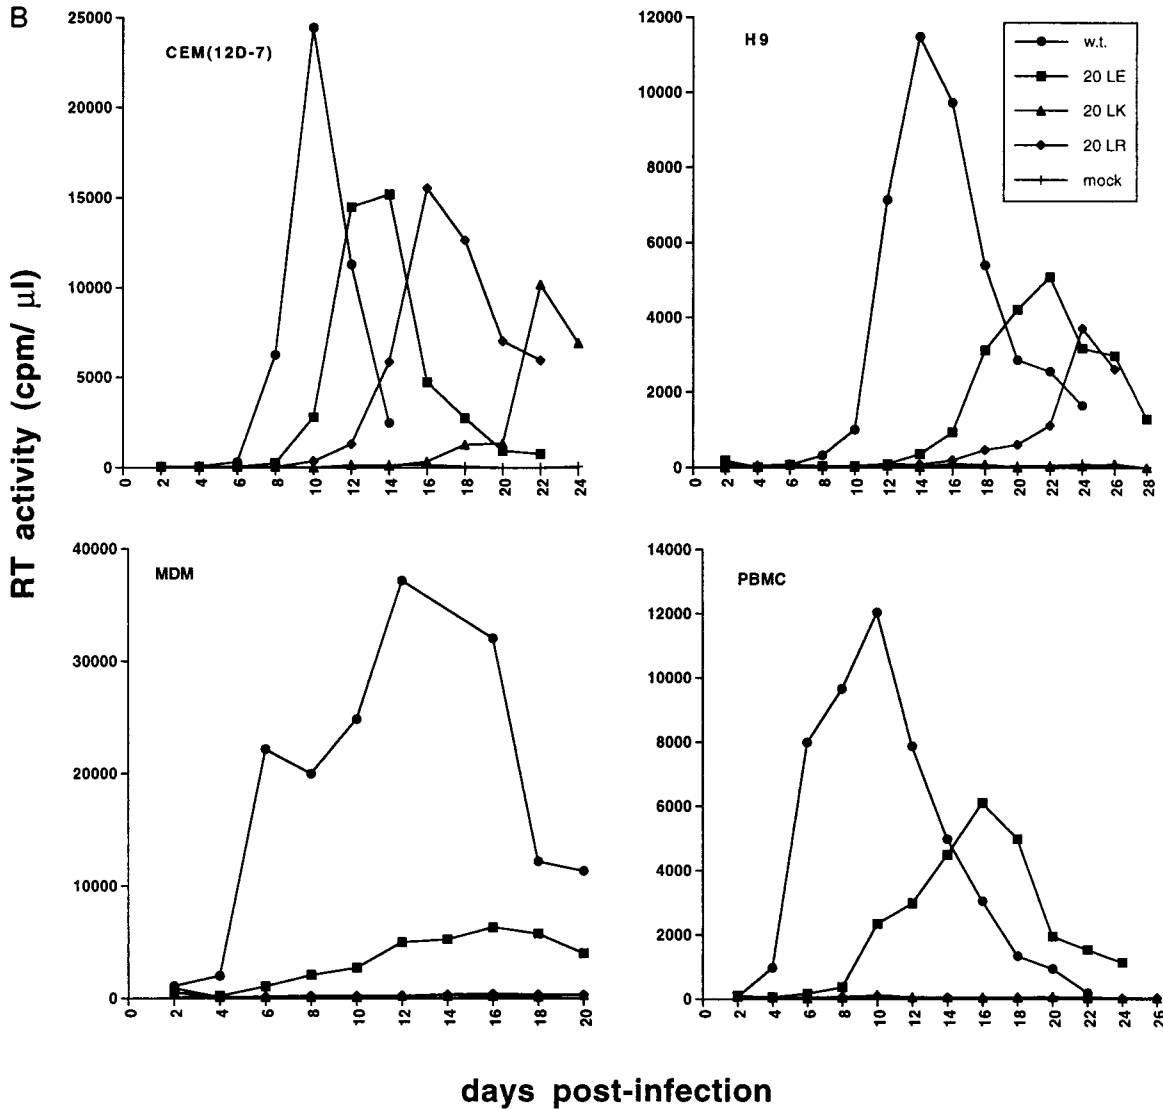 B
RT activity (cpm/ μl)
CEM(12D-7)
25000
20000
15000
10000
5000
0
0 2 4 6 8 10 12 14 16 18 20 22 24
H9
12000
10000
8000
6000
4000
2000
0
0 2 4 6 8 10 12 14 16 18 20 22 24 26 28
w.t.
20 LE
20 LK
20 LR
mock
MDM
40000
30000
20000
10000
0
0 2 4 6 8 10 12 14 16 18 20
PBMC
14000
12000
10000
8000
6000
4000
2000
0
0 2 4 6 8 10 12 14 16 18 20 22 24 26
days post-infection